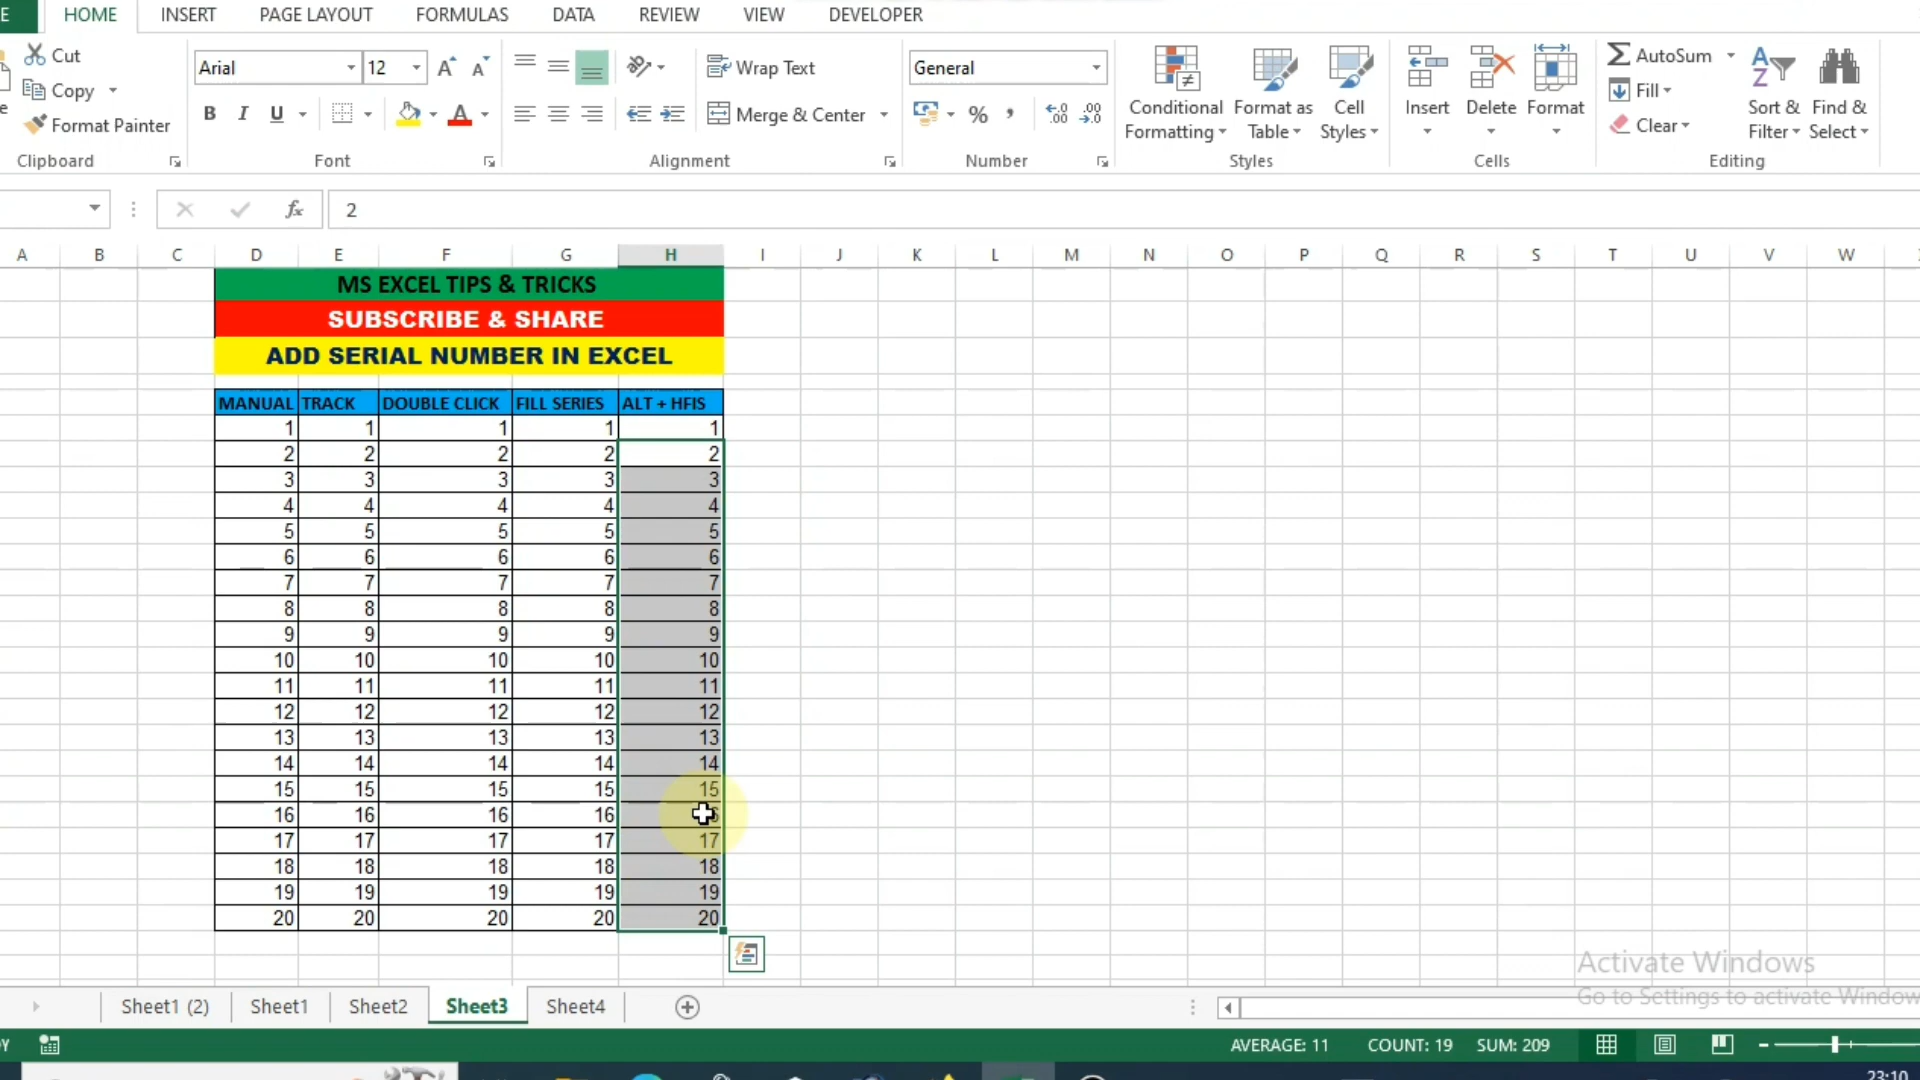 E HOME INSERT PAGE LAYOUT FORMULAS DATA REVIEW VIEW DEVELOPER
Cut
Copy
Format Painter
Clipboard
Arial 12
B I U
Font
Wrap Text
Merge & Center
Alignment
General
% ,
Number
Conditional Formatting
Format as Table
Cell Styles
Styles
Insert
Delete
Format
Cells
AutoSum
Fill
Clear
Sort & Filter
Find & Select
Editing
fx 2
A B C D E F G H I J K L M N O P Q R S T U V W
MS EXCEL TIPS & TRICKS
SUBSCRIBE & SHARE
ADD SERIAL NUMBER IN EXCEL
MANUAL TRACK DOUBLE CLICK FILL SERIES ALT + HFIS
1 1 1 1 1
2 2 2 2 2
3 3 3 3 3
4 4 4 4 4
5 5 5 5 5
6 6 6 6 6
7 7 7 7 7
8 8 8 8 8
9 9 9 9 9
10 10 10 10 10
11 11 11 11 11
12 12 12 12 12
13 13 13 13 13
14 14 14 14 14
15 15 15 15 15
16 16 16 16
17 17 17 17 17
18 18 18 18 18
19 19 19 19 19
20 20 20 20 20
Activate Windows
Go to Settings to activate Window
Sheet1 (2) Sheet1 Sheet2 Sheet3 Sheet4
AVERAGE: 11 COUNT: 19 SUM: 209
23:10